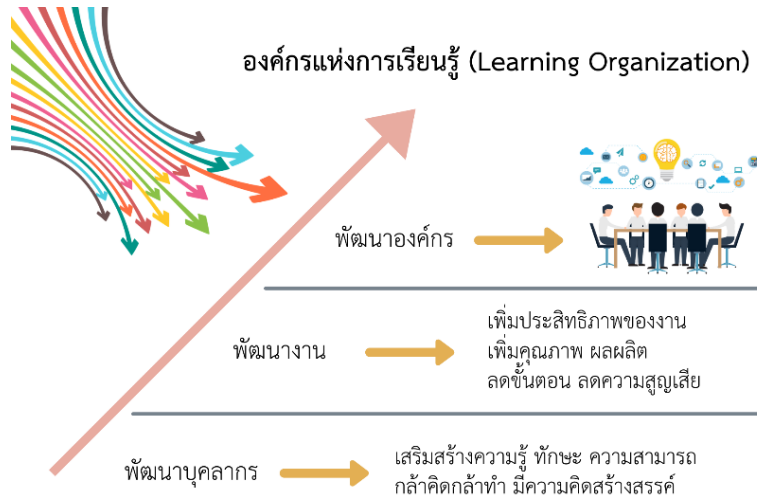 องค์กรแห่งการเรียนรู้ (Learning Organization)
พัฒนาองค์กร
พัฒนางาน
เพิ่มประสิทธิภาพของงาน
เพิ่มคุณภาพ ผลผลิต
ลดขั้นตอน ลดความสูญเสีย
พัฒนาบุคลากร
เสริมสร้างความรู้ ทักษะ ความสามารถ
กล้าคิดกล้าทำ มีความคิดสร้างสรรค์